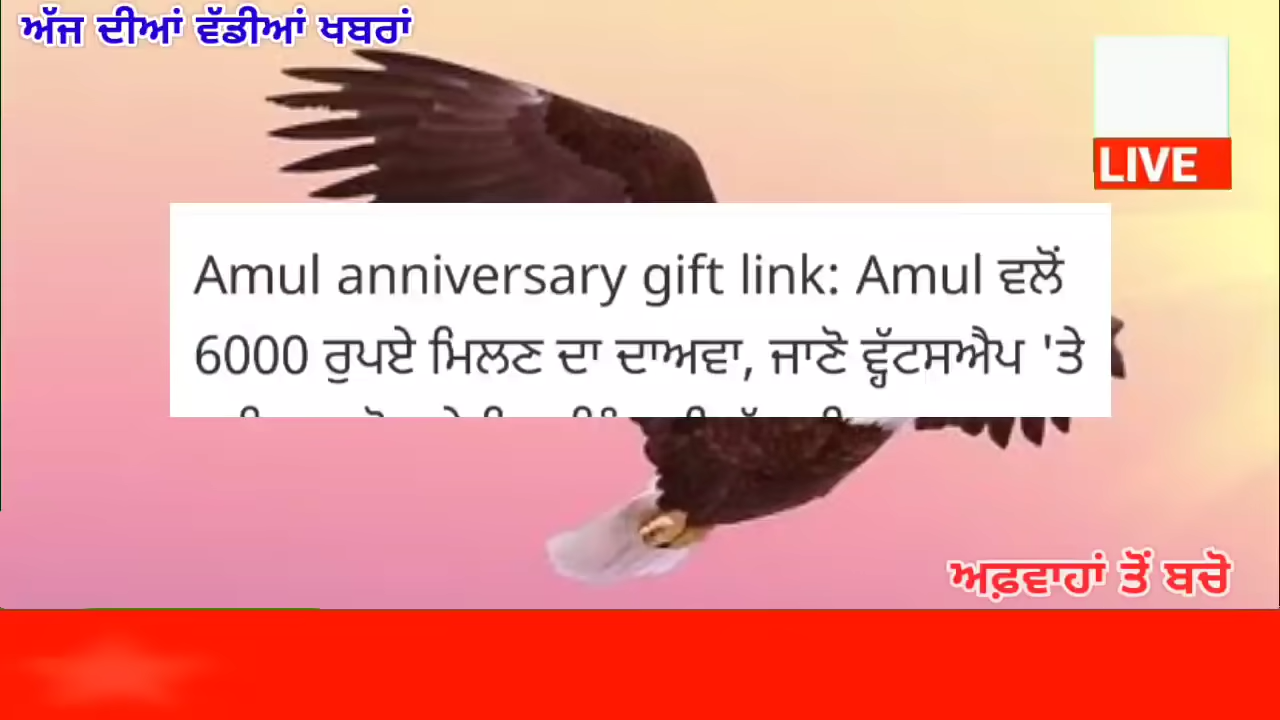 ਅੱਜ ਦੀਆਂ ਵੱਡੀਆਂ ਖਬਰਾਂ
LIVE
Amul anniversary gift link: Amul ਵਲੋਂ
6000 ਰੁਪਏ ਮਿਲਣ ਦਾ ਦਾਅਵਾ, ਜਾਣੋ ਵ੍ਹੱਟਸਐਪ 'ਤੇ
ਅਫ਼ਵਾਹਾਂ ਤੋਂ ਬਚੋ